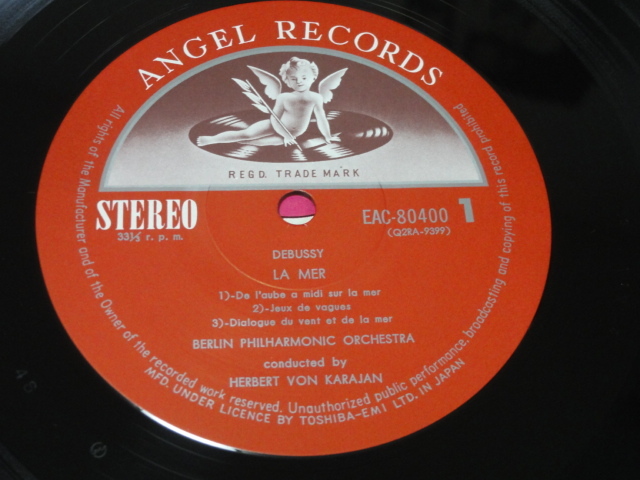 ANGEL RECORDS
REGD. TRADE MARK
STEREO
33⅓ r. p. m.
EAC-80400 1
(Q2RA-9399)
DEBUSSY
LA MER
1)-De l'aube a midi sur la mer
2)-Jeux de vagues
3)-Dialogue du vent et de la mer
BERLIN PHILHARMONIC ORCHESTRA
conducted by
HERBERT VON KARAJAN
All rights of the Manufacturer and of the Owner of the recorded work reserved. Unauthorized public performance, broadcasting and copying of this record prohibited
MFD. UNDER LICENCE BY TOSHIBA-EMI LTD. IN JAPAN